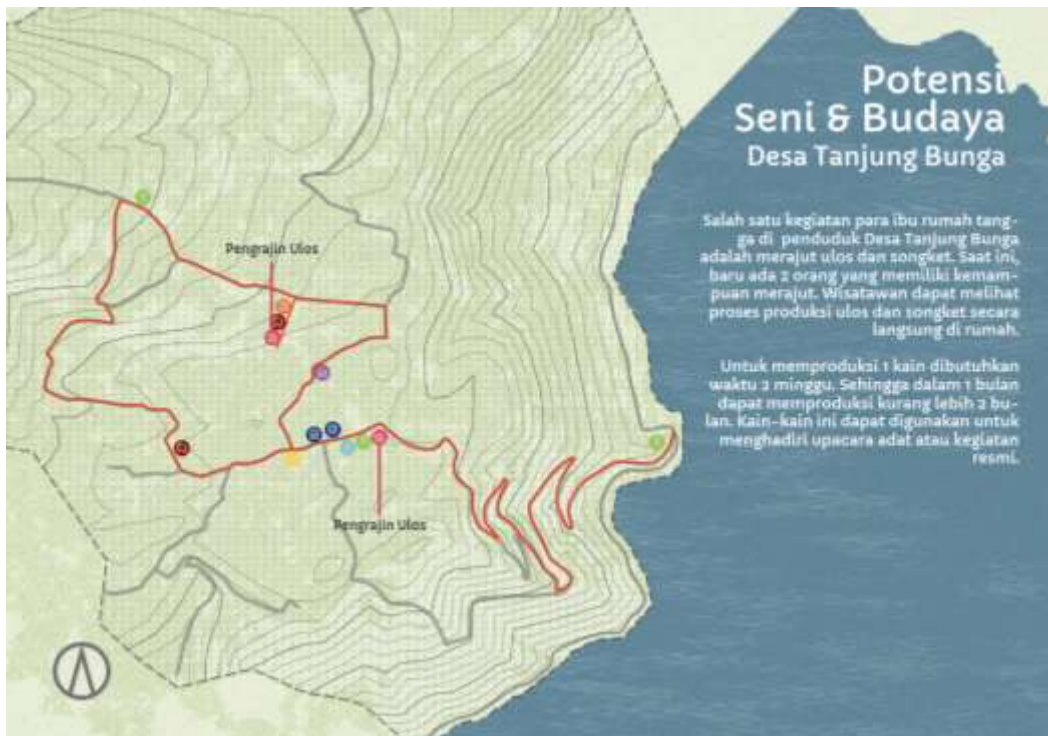 Potensi
Seni & Budaya
Desa Tanjung Bunga
Salah satu kegiatan para ibu rumah tang-
ga di penduduk Desa Tanjung Bunga
adalah merajut ulos dan songket. Saat ini,
baru ada 2 orang yang memiliki kemam-
puan merajut. Wisatawan dapat melihat
proses produksi ulos dan songket secara
langsung di rumah.
Untuk memproduksi 1 kain dibutuhkan
waktu 2 minggu. Sehingga dalam 1 bulan
dapat memproduksi kurang lebih 2 bu-
lan. Kain-kain ini dapat digunakan untuk
menghadiri upacara adat atau kegiatan
resmi.
Pengrajin Ulos
Pengrajin Ulos